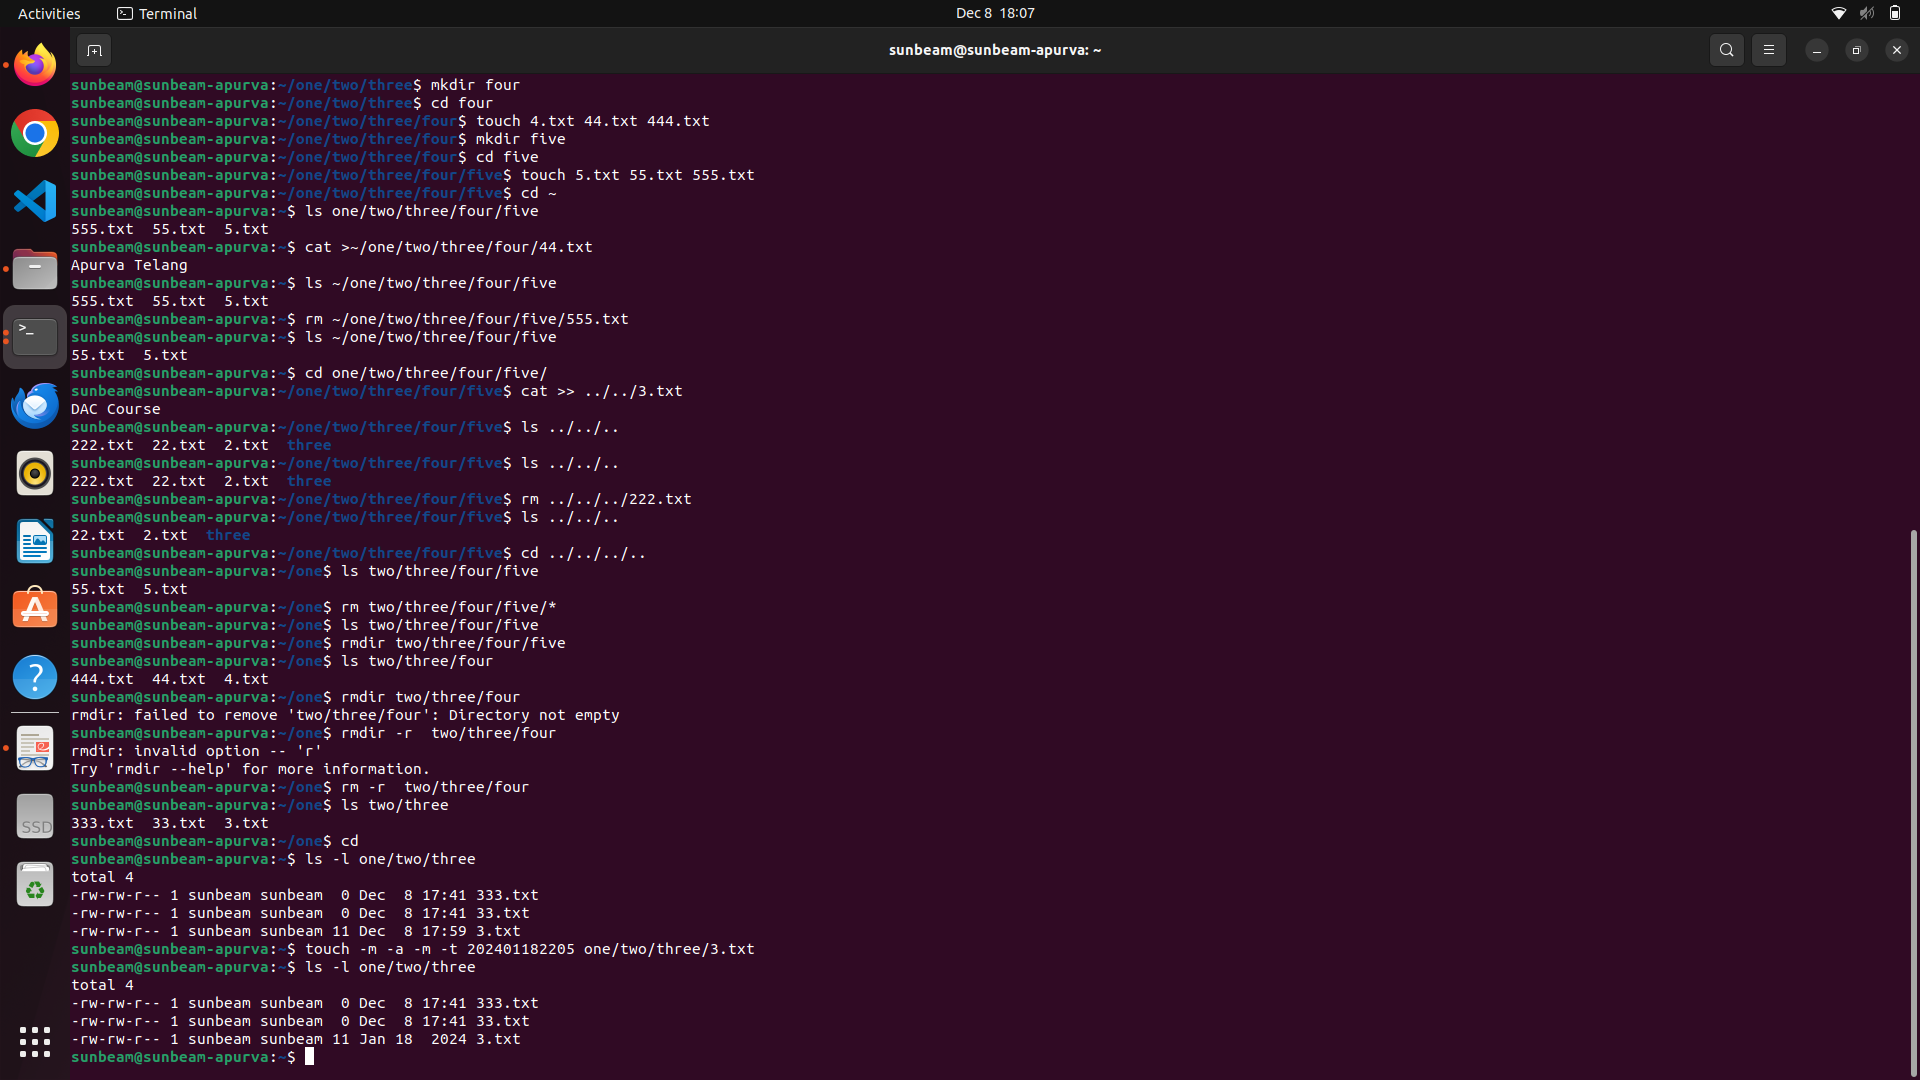 Activities
Terminal
Dec 8 18:07
sunbeam@sunbeam-apurva: ~
sunbeam@sunbeam-apurva:~/one/two/three$ mkdir four
sunbeam@sunbeam-apurva:~/one/two/three$ cd four
sunbeam@sunbeam-apurva:~/one/two/three/four$ touch 4.txt 44.txt 444.txt
sunbeam@sunbeam-apurva:~/one/two/three/four$ mkdir five
sunbeam@sunbeam-apurva:~/one/two/three/four$ cd five
sunbeam@sunbeam-apurva:~/one/two/three/four/five$ touch 5.txt 55.txt 555.txt
sunbeam@sunbeam-apurva:~/one/two/three/four/five$ cd ~
sunbeam@sunbeam-apurva:~$ ls one/two/three/four/five
555.txt  55.txt  5.txt
sunbeam@sunbeam-apurva:~$ cat >~/one/two/three/four/44.txt
Apurva Telang
sunbeam@sunbeam-apurva:~$ ls ~/one/two/three/four/five
555.txt  55.txt  5.txt
sunbeam@sunbeam-apurva:~$ rm ~/one/two/three/four/five/555.txt
sunbeam@sunbeam-apurva:~$ ls ~/one/two/three/four/five
55.txt  5.txt
sunbeam@sunbeam-apurva:~$ cd one/two/three/four/five/
sunbeam@sunbeam-apurva:~/one/two/three/four/five$ cat >> ../../3.txt
DAC Course
sunbeam@sunbeam-apurva:~/one/two/three/four/five$ ls ../../..
222.txt  22.txt  2.txt  three
sunbeam@sunbeam-apurva:~/one/two/three/four/five$ ls ../../..
222.txt  22.txt  2.txt  three
sunbeam@sunbeam-apurva:~/one/two/three/four/five$ rm ../../../222.txt
sunbeam@sunbeam-apurva:~/one/two/three/four/five$ ls ../../..
22.txt  2.txt  three
sunbeam@sunbeam-apurva:~/one/two/three/four/five$ cd ../../../..
sunbeam@sunbeam-apurva:~/one$ ls two/three/four/five
55.txt  5.txt
sunbeam@sunbeam-apurva:~/one$ rm two/three/four/five/*
sunbeam@sunbeam-apurva:~/one$ ls two/three/four/five
sunbeam@sunbeam-apurva:~/one$ rmdir two/three/four/five
sunbeam@sunbeam-apurva:~/one$ ls two/three/four
444.txt  44.txt  4.txt
sunbeam@sunbeam-apurva:~/one$ rmdir two/three/four
rmdir: failed to remove 'two/three/four': Directory not empty
sunbeam@sunbeam-apurva:~/one$ rmdir -r  two/three/four
rmdir: invalid option -- 'r'
Try 'rmdir --help' for more information.
sunbeam@sunbeam-apurva:~/one$ rm -r  two/three/four
sunbeam@sunbeam-apurva:~/one$ ls two/three
333.txt  33.txt  3.txt
sunbeam@sunbeam-apurva:~/one$ cd
sunbeam@sunbeam-apurva:~$ ls -l one/two/three
total 4
-rw-rw-r-- 1 sunbeam sunbeam  0 Dec  8 17:41 333.txt
-rw-rw-r-- 1 sunbeam sunbeam  0 Dec  8 17:41 33.txt
-rw-rw-r-- 1 sunbeam sunbeam 11 Dec  8 17:59 3.txt
sunbeam@sunbeam-apurva:~$ touch -m -a -m -t 202401182205 one/two/three/3.txt
sunbeam@sunbeam-apurva:~$ ls -l one/two/three
total 4
-rw-rw-r-- 1 sunbeam sunbeam  0 Dec  8 17:41 333.txt
-rw-rw-r-- 1 sunbeam sunbeam  0 Dec  8 17:41 33.txt
-rw-rw-r-- 1 sunbeam sunbeam 11 Jan 18  2024 3.txt
sunbeam@sunbeam-apurva:~$
SSD